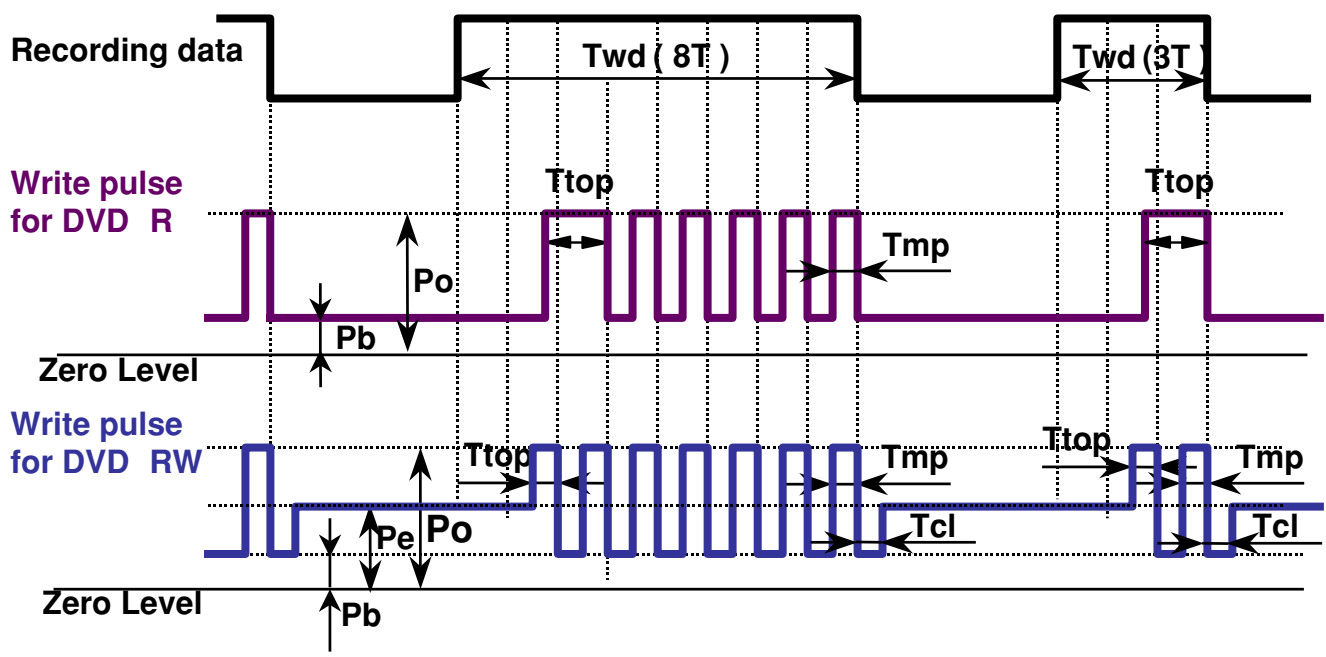 Recording data
Twd ( 8T )
Twd (3T )
Write pulse
for DVD R
Ttop
Ttop
Po
Tmp
Pb
Zero Level
Write pulse
for DVD RW
Ttop
Tmp
Ttop
Tmp
Pe
Po
Tcl
Tcl
Zero Level
Pb